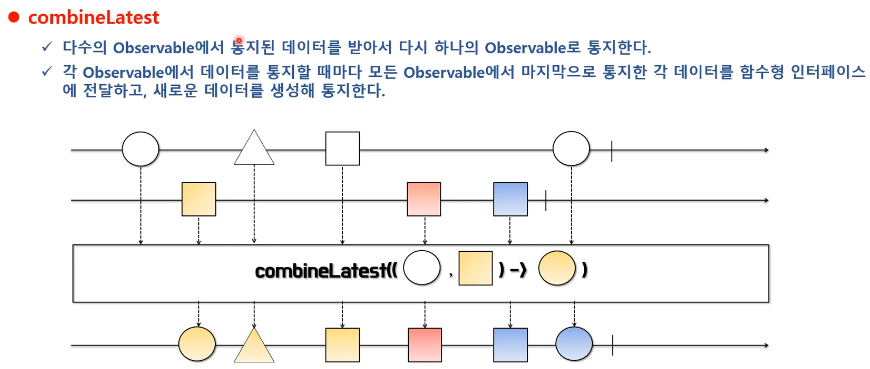 combineLatest
다수의 Observable에서 통지된 데이터를 받아서 다시 하나의 Observable로 통지한다.
각 Observable에서 데이터를 통지할 때마다 모든 Observable에서 마지막으로 통지한 각 데이터를 함수형 인터페이스
에 전달하고, 새로운 데이터를 생성해 통지한다.
combineLatest(( , ) -> )